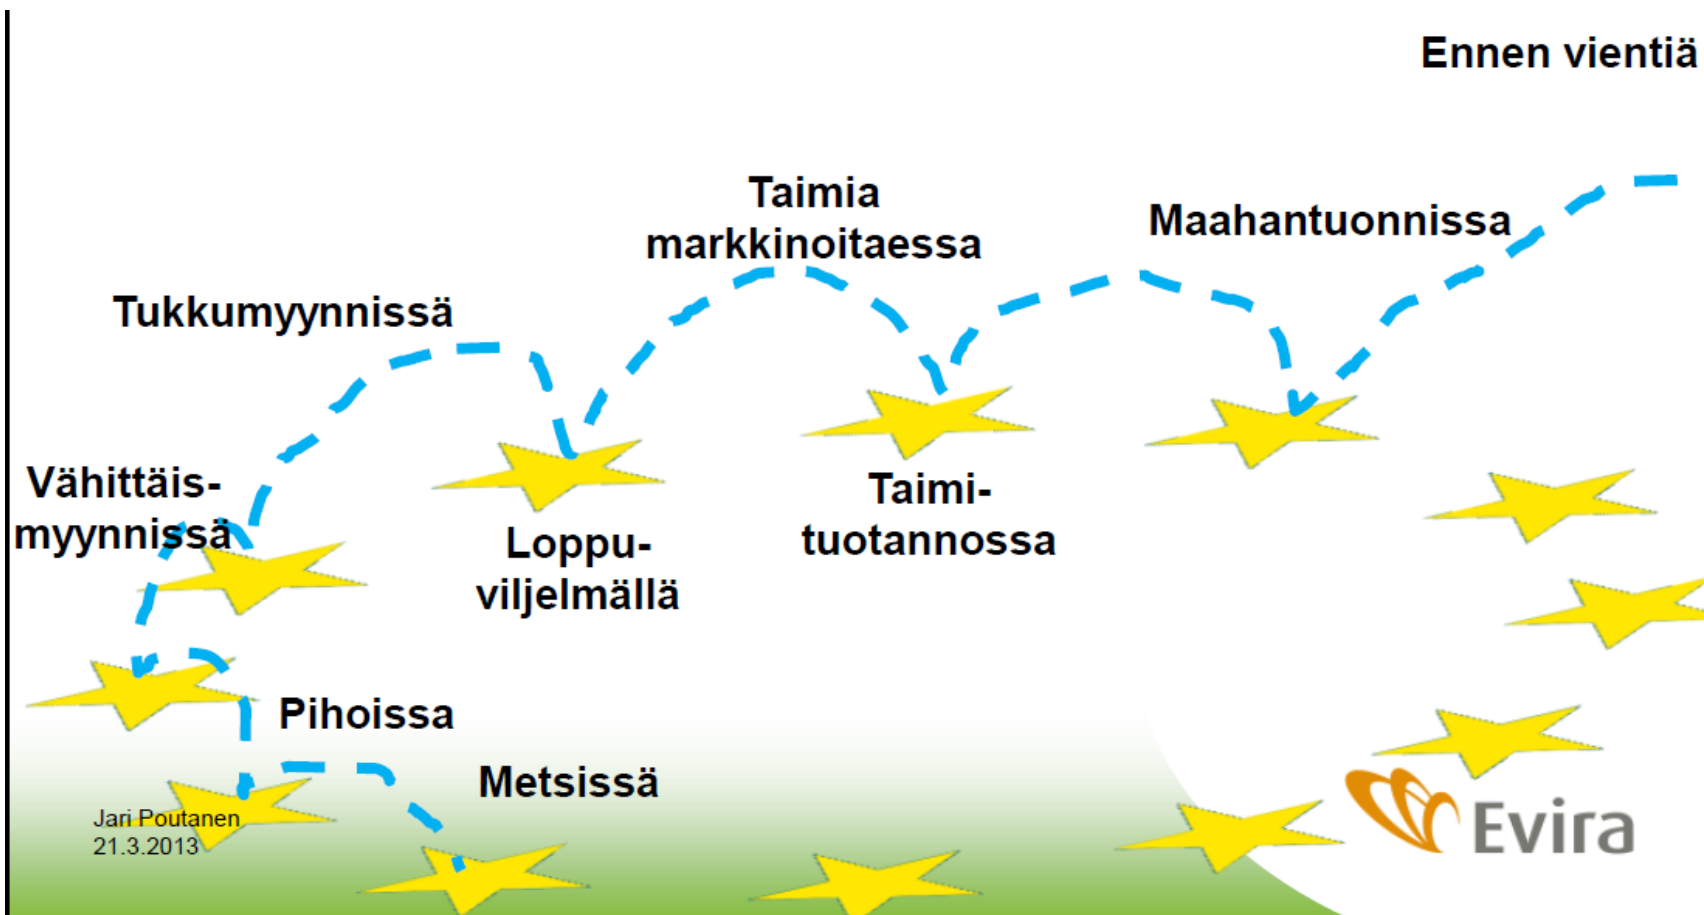 Ennen vientiä
Taimia
markkinoitaessa
Maahantuonnissa
Tukkumyynnissä
Vähittäis-
myynnissä
Loppu-
viljelmällä
Taimi-
tuotannossa
Pihoissa
Metsissä
Jari Poutanen
21.3.2013
Evira